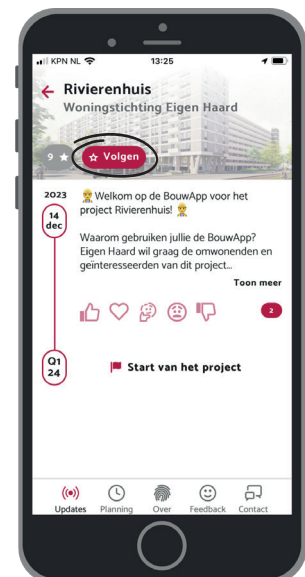 KPN NL 13:25
Rivierenhuis
Woningstichting Eigen Haard
9 Volgen
2023
14
dec
Welkom op de BouwApp voor het
project Rivierenhuis!
Waarom gebruiken jullie de BouwApp?
Eigen Haard wil graag de omwonenden en
geïnteresseerden van dit project...
Toon meer
2
Q1
24
Start van het project
Updates Planning Over Feedback Contact